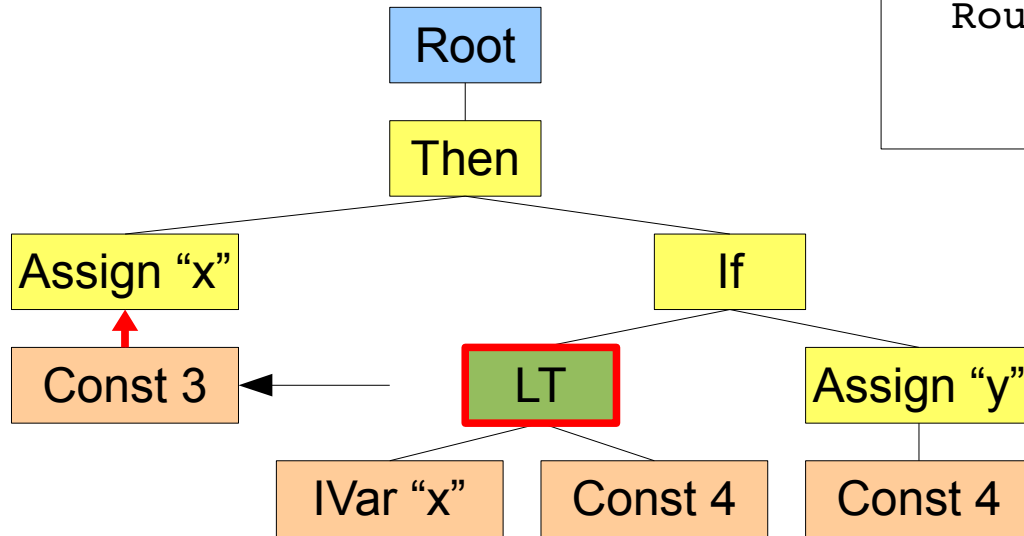 Rou
Root
Then
Assign “x”
If
Const 3
LT
Assign “y”
IVar “x”
Const 4
Const 4